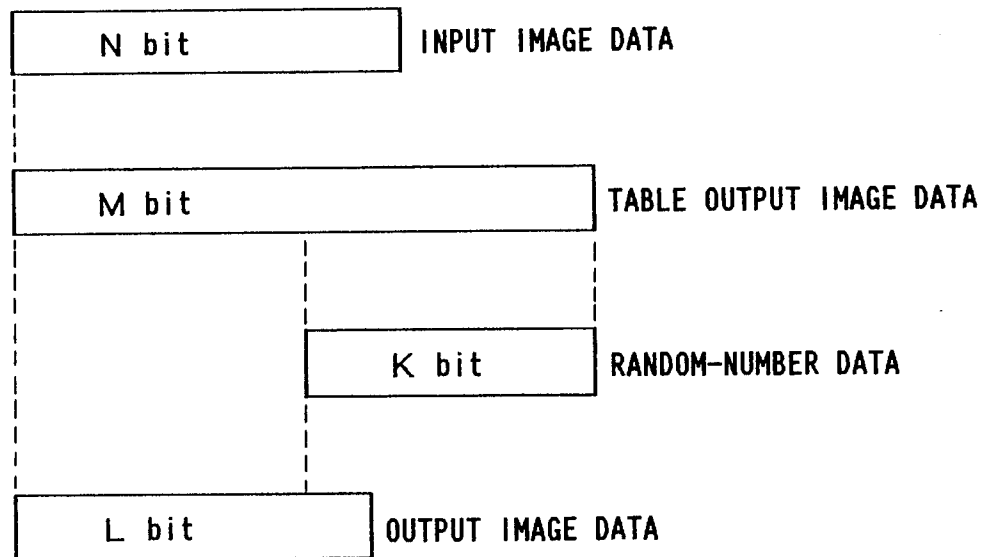 N bit INPUT IMAGE DATA
M bit TABLE OUTPUT IMAGE DATA
K bit RANDOM-NUMBER DATA
L bit OUTPUT IMAGE DATA